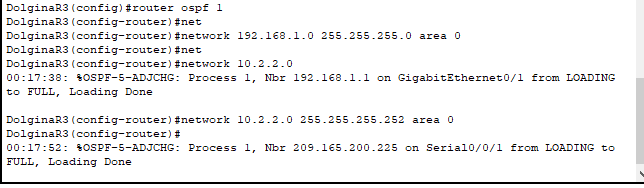 DolginaR3(config)#router ospf 1
DolginaR3(config-router)#net
DolginaR3(config-router)#network 192.168.1.0 255.255.255.0 area 0
DolginaR3(config-router)#net
DolginaR3(config-router)#network 10.2.2.0
00:17:38: %OSPF-5-ADJCHG: Process 1, Nbr 192.168.1.1 on GigabitEthernet0/1 from LOADING
to FULL, Loading Done
DolginaR3(config-router)#network 10.2.2.0 255.255.255.252 area 0
DolginaR3(config-router)#
00:17:52: %OSPF-5-ADJCHG: Process 1, Nbr 209.165.200.225 on Serial0/0/1 from LOADING to
FULL, Loading Done